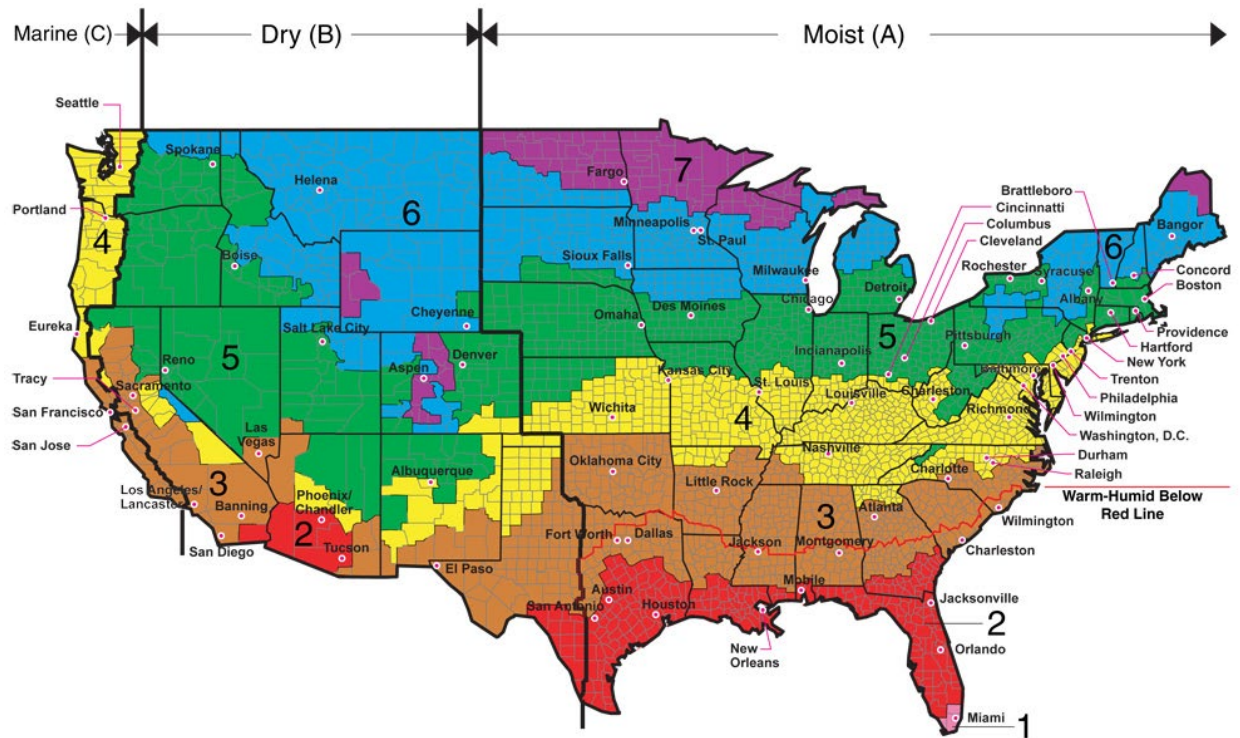 Marine (C)
Dry (B)
Moist (A)
Seattle
Spokane
Helena
Fargo
7
Portland
4
6
Minneapolis
St. Paul
Brattleboro
Cincinnatti
Columbus
Cleveland
Bangor
6
Boise
Sioux Falls
Milwaukee
Rochester
Syracuse
Concord
Boston
Chicago
Detroit
Albany
Eureka
Salt Lake City
Cheyenne
Omaha
Des Moines
5
Pittsburgh
Providence
Hartford
New York
Reno
5
Aspen
Denver
Indianapolis
Baltimore
Trenton
Tracy
Sacramento
Kansas City
St. Louis
Louisville
Charleston
Philadelphia
San Francisco
Wichita
4
Richmond
Wilmington
San Jose
Las
Vegas
Washington, D.C.
Nashville
Durham
Raleigh
Albuquerque
Oklahoma City
Charlotte
Los Angeles/
Lancaster
3
Banning
Phoenix/
Chandler
2
Little Rock
Atlanta
3
Warm-Humid Below
Red Line
Wilmington
San Diego
Tucson
El Paso
Fort Worth
Dallas
Jackson
Montgomery
Charleston
Austin
San Antonio
Houston
Mobile
Jacksonville
2
New
Orleans
Orlando
Miami
1